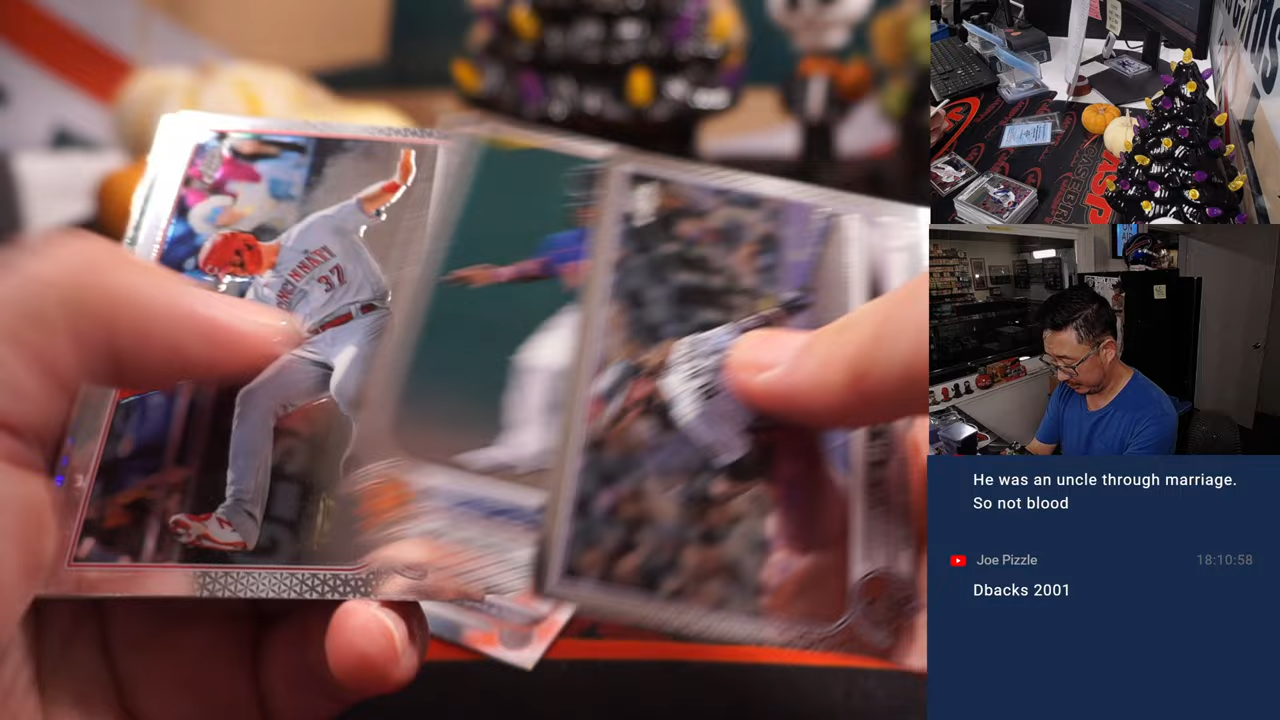 CINCINNATI
37
He was an uncle through marriage.
So not blood
Joe Pizzle
18:10:58
Dbacks 2001